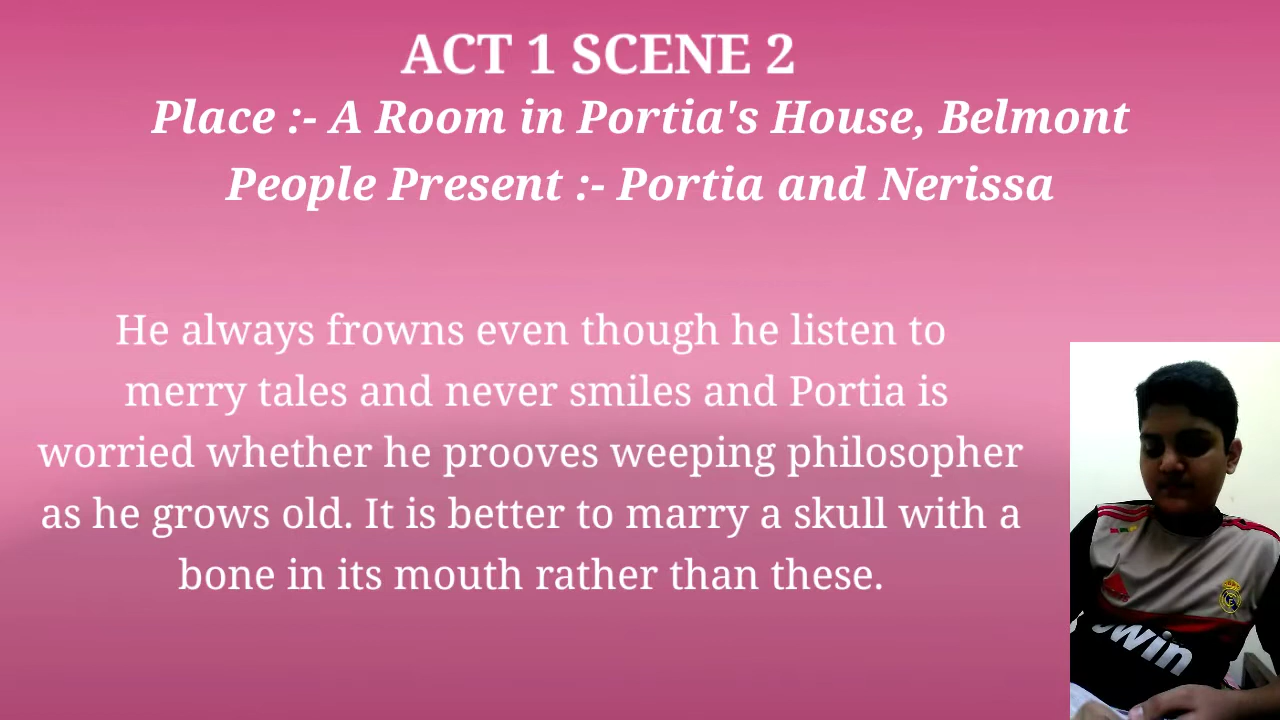 ACT 1 SCENE 2
Place :- A Room in Portia's House, Belmont
People Present :- Portia and Nerissa
He always frowns even though he listen to
merry tales and never smiles and Portia is
worried whether he prooves weeping philosopher
as he grows old. It is better to marry a skull with a
bone in its mouth rather than these.